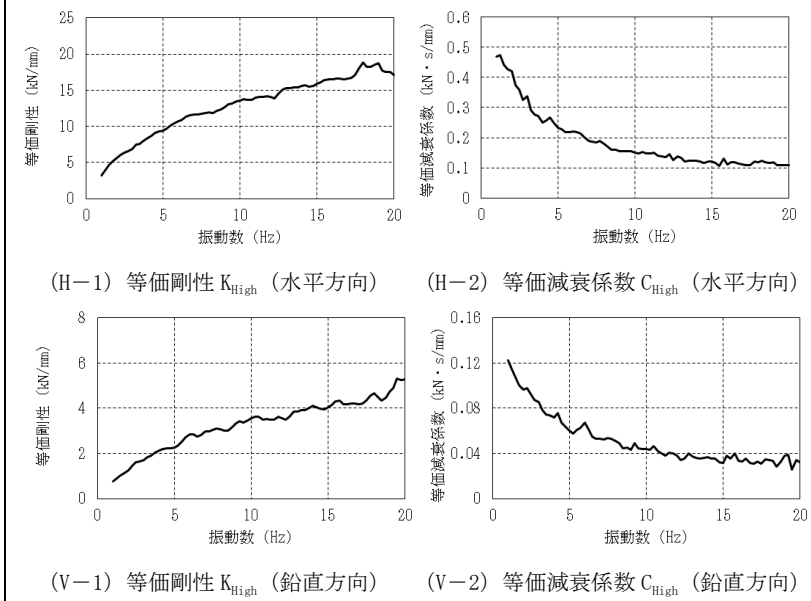 等価剛性 (kN/mm)
25
20
15
10
5
0
0 5 10 15 20
振動数 (Hz)
(H-1) 等価剛性 K_High (水平方向)
等価減衰係数 (kN・s/mm)
0.6
0.5
0.4
0.3
0.2
0.1
0
0 5 10 15 20
振動数 (Hz)
(H-2) 等価減衰係数 C_High (水平方向)
等価剛性 (kN/mm)
8
6
4
2
0
0 5 10 15 20
振動数 (Hz)
(V-1) 等価剛性 K_High (鉛直方向)
等価減衰係数 (kN・s/mm)
0.16
0.12
0.08
0.04
0
0 5 10 15 20
振動数 (Hz)
(V-2) 等価減衰係数 C_High (鉛直方向)